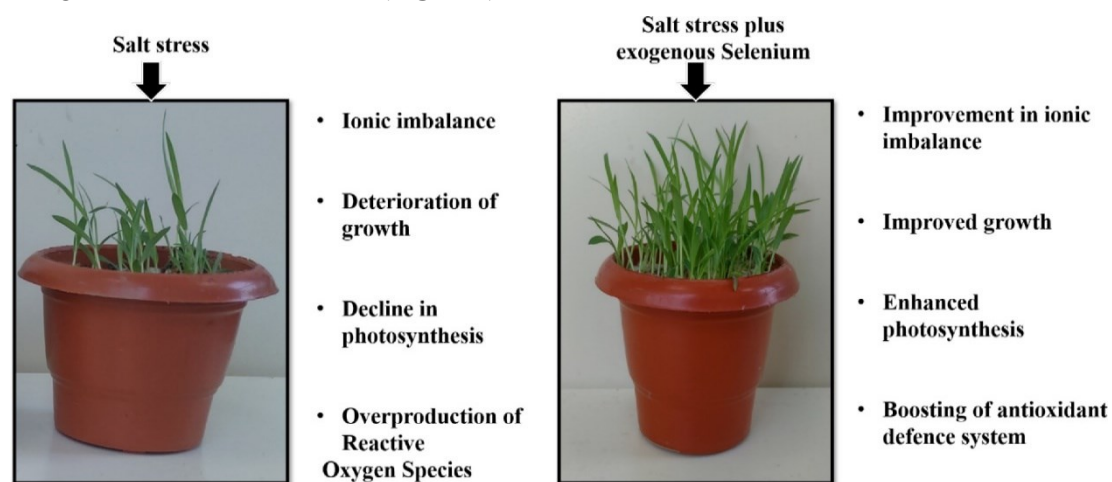 Salt stress
• Ionic imbalance
• Deterioration of
growth
• Decline in
photosynthesis
• Overproduction of
Reactive
Oxygen Species
Salt stress plus
exogenous Selenium
• Improvement in ionic
imbalance
• Improved growth
• Enhanced
photosynthesis
• Boosting of antioxidant
defence system